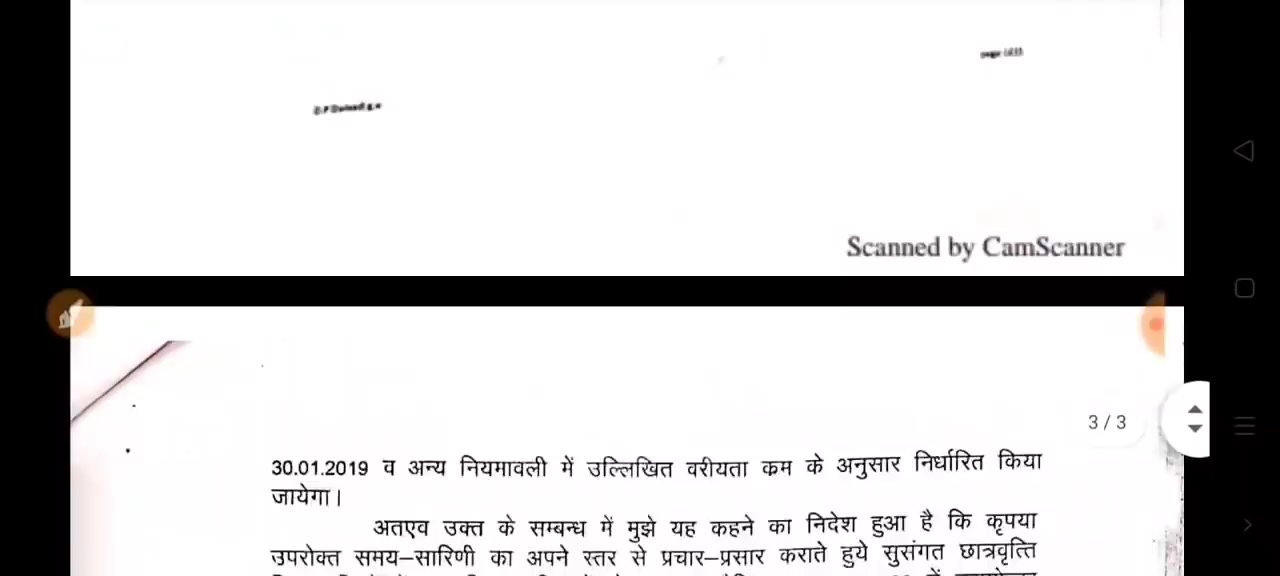 Scanned by CamScanner
3/3
30.01.2019 व अन्य नियमावली में उल्लिखित वरीयता कम के अनुसार निर्धारित किया
जायेगा।
अतएव उक्त के सम्बन्ध में मुझे यह कहने का निदेश हुआ है कि कृपया
उपरोक्त समय–सारिणी का अपने स्तर से प्रचार–प्रसार कराते हुये सुसंगत छात्रवृत्ति